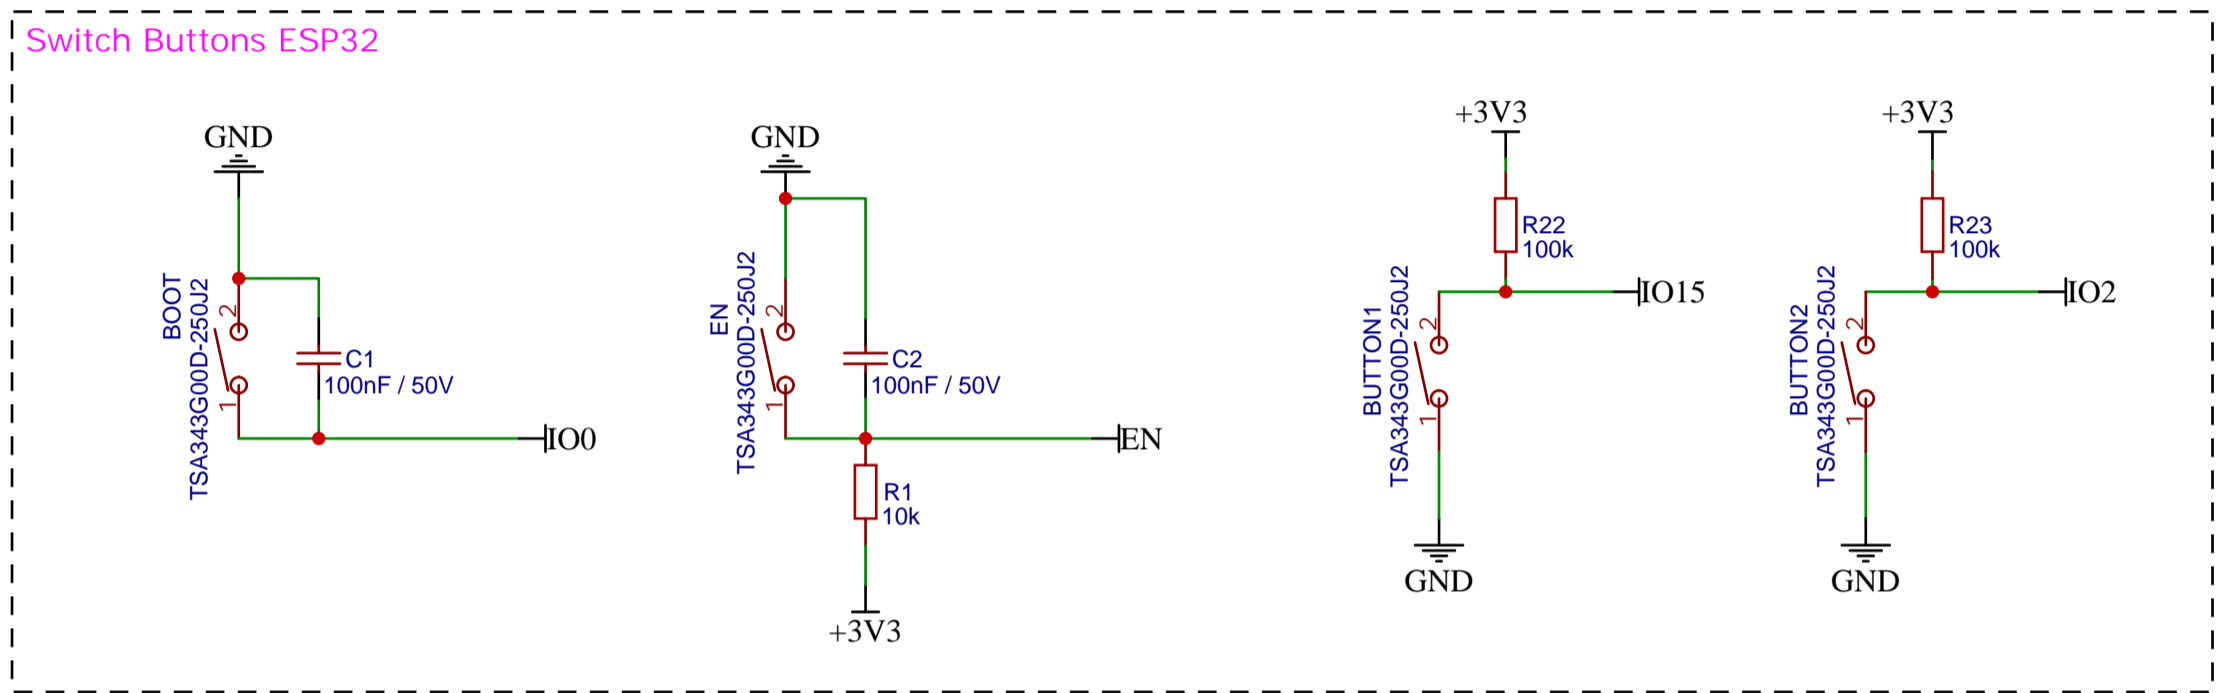 Switch Buttons ESP32
GND
BOOT
TSA343G00D-250J2
2
1
C1
100nF / 50V
IO0
GND
EN
TSA343G00D-250J2
2
1
C2
100nF / 50V
EN
R1
10k
+3V3
+3V3
R22
100k
IO15
BUTTON1
TSA343G00D-250J2
2
1
GND
+3V3
R23
100k
IO2
BUTTON2
TSA343G00D-250J2
2
1
GND